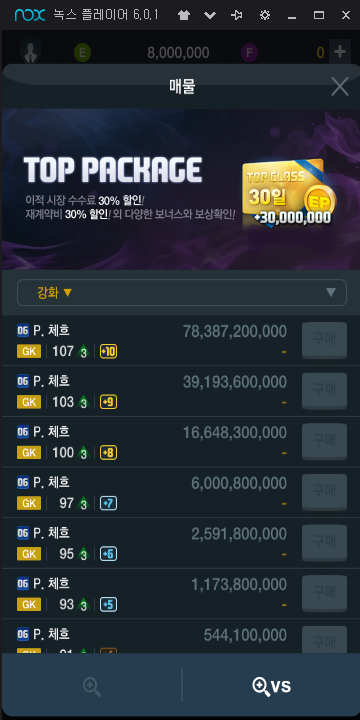 nox 녹스 플레이어 6.0.1
E 8,000,000 F 0 +
매물
TOP PACKAGE
이적 시장 수수료 30% 할인!
재계약비 30% 할인! 외 다양한 보너스와 보상확인!
TOP CLASS
30일
EP
+30,000,000
강화
06 P. 체흐 78,387,200,000 구매
GK 107 3 +10 -
06 P. 체흐 39,193,600,000 구매
GK 103 3 +9 -
06 P. 체흐 16,648,300,000 구매
GK 100 3 +8 -
06 P. 체흐 6,000,800,000 구매
GK 97 3 +7 -
06 P. 체흐 2,591,800,000 구매
GK 95 3 +6 -
06 P. 체흐 1,173,800,000 구매
GK 93 3 +5 -
06 P. 체흐 544,100,000 구매
VS